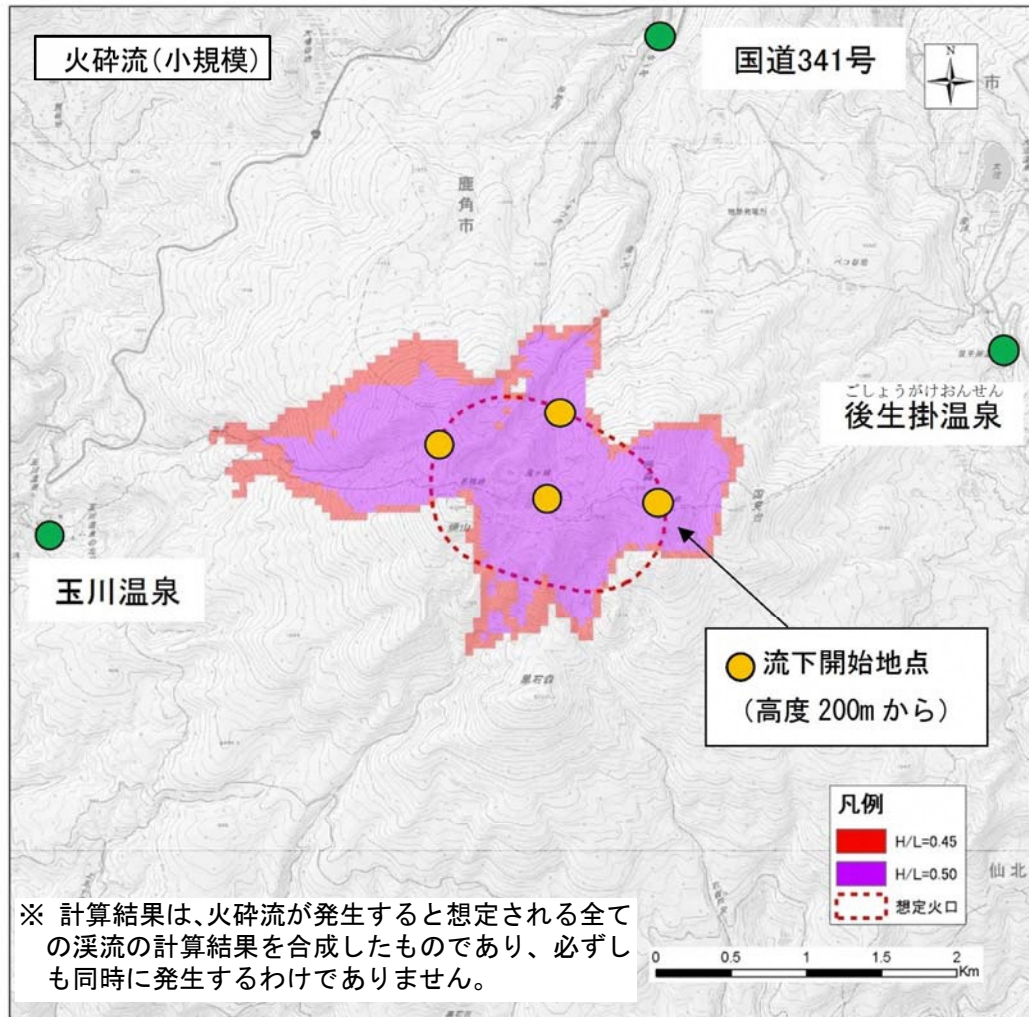 火砕流(小規模)
国道341号
N
市
鹿角市
ごしょうがけおんせん
後生掛温泉
玉川温泉
黒石森
流下開始地点
(高度 200m から)
凡例
H/L=0.45
H/L=0.50
想定火口
仙北
※ 計算結果は、火砕流が発生すると想定される全て
の渓流の計算結果を合成したものであり、必ずし
も同時に発生するわけでありません。
0 0.5 1 1.5 2
Km